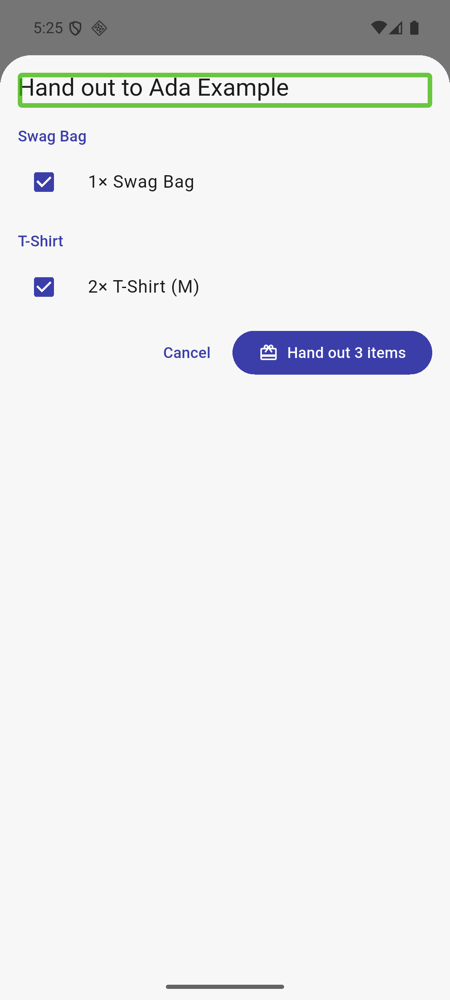 5:25
Hand out to Ada Example
Swag Bag
1× Swag Bag
T-Shirt
2× T-Shirt (M)
Cancel
Hand out 3 items